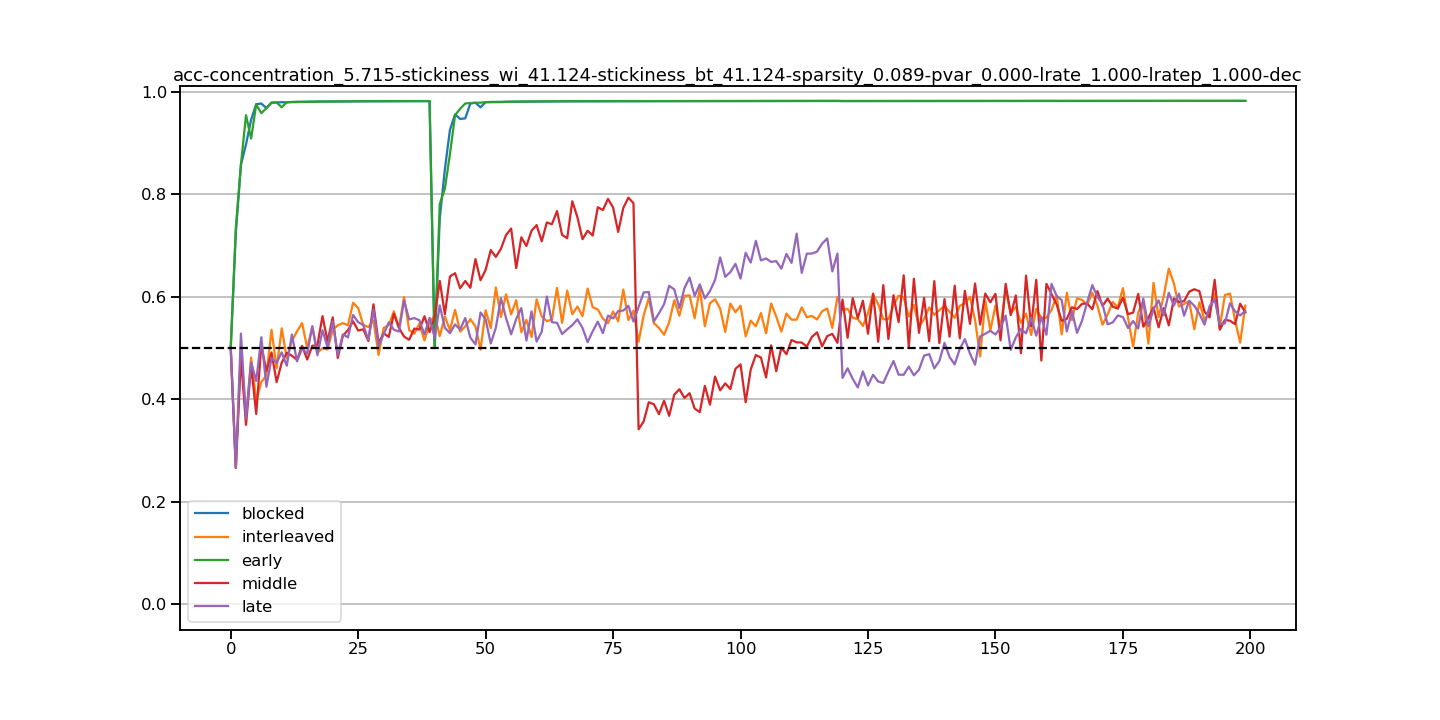 acc-concentration_5.715-stickiness_wi_41.124-stickiness_bt_41.124-sparsity_0.089-pvar_0.000-lrate_1.000-lratep_1.000-dec
1.0
0.8
0.6
0.4
0.2
0.0
blocked
interleaved
early
middle
late
0 25 50 75 100 125 150 175 200